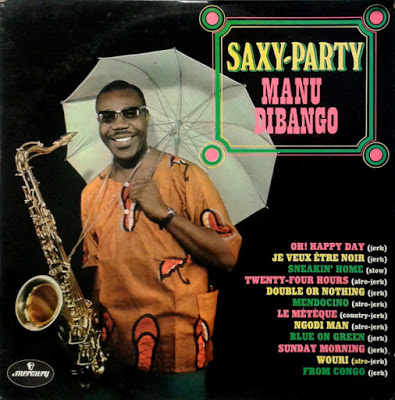 SAXY-PARTY
MANU
DIBANGO
OH! HAPPY DAY (jerk)
JE VEUX ÊTRE NOIR (jerk)
SNEAKIN' HOME (slow)
TWENTY-FOUR HOURS (afro-jerk)
DOUBLE OR NOTHING (jerk)
MENDOCINO (afro-jerk)
LE MÉTÈQUE (country-jerk)
NGODI MAN (afro-jerk)
BLUE ON GREEN (jerk)
SUNDAY MORNING (jerk)
WOURI (afro-jerk)
FROM CONGO (jerk)
mercury